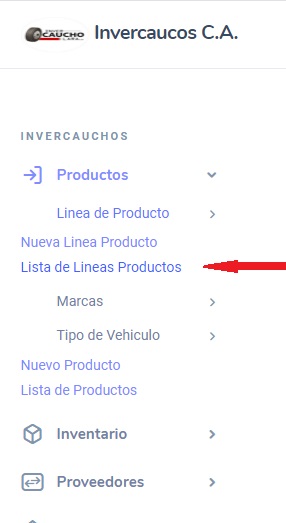 CAUCHO
Invercaucos C.A.
INVERCAUCHOS
Productos
Linea de Producto
Nueva Linea Producto
Lista de Lineas Productos
Marcas
Tipo de Vehiculo
Nuevo Producto
Lista de Productos
Inventario
Proveedores